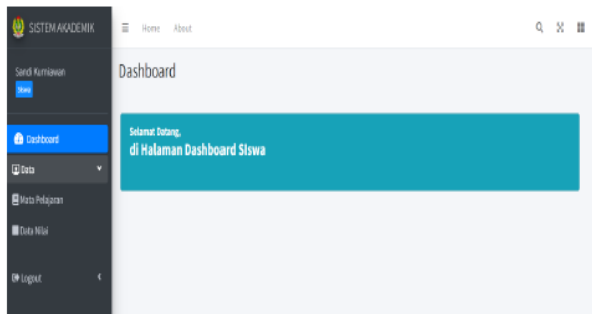 SISTEM AKADEMIK
Home About
Sandi Kurniawan
Siswa
Dashboard
Data
Mata Pelajaran
Data Nilai
Logout
Dashboard
Selamat Datang,
di Halaman Dashboard SIswa